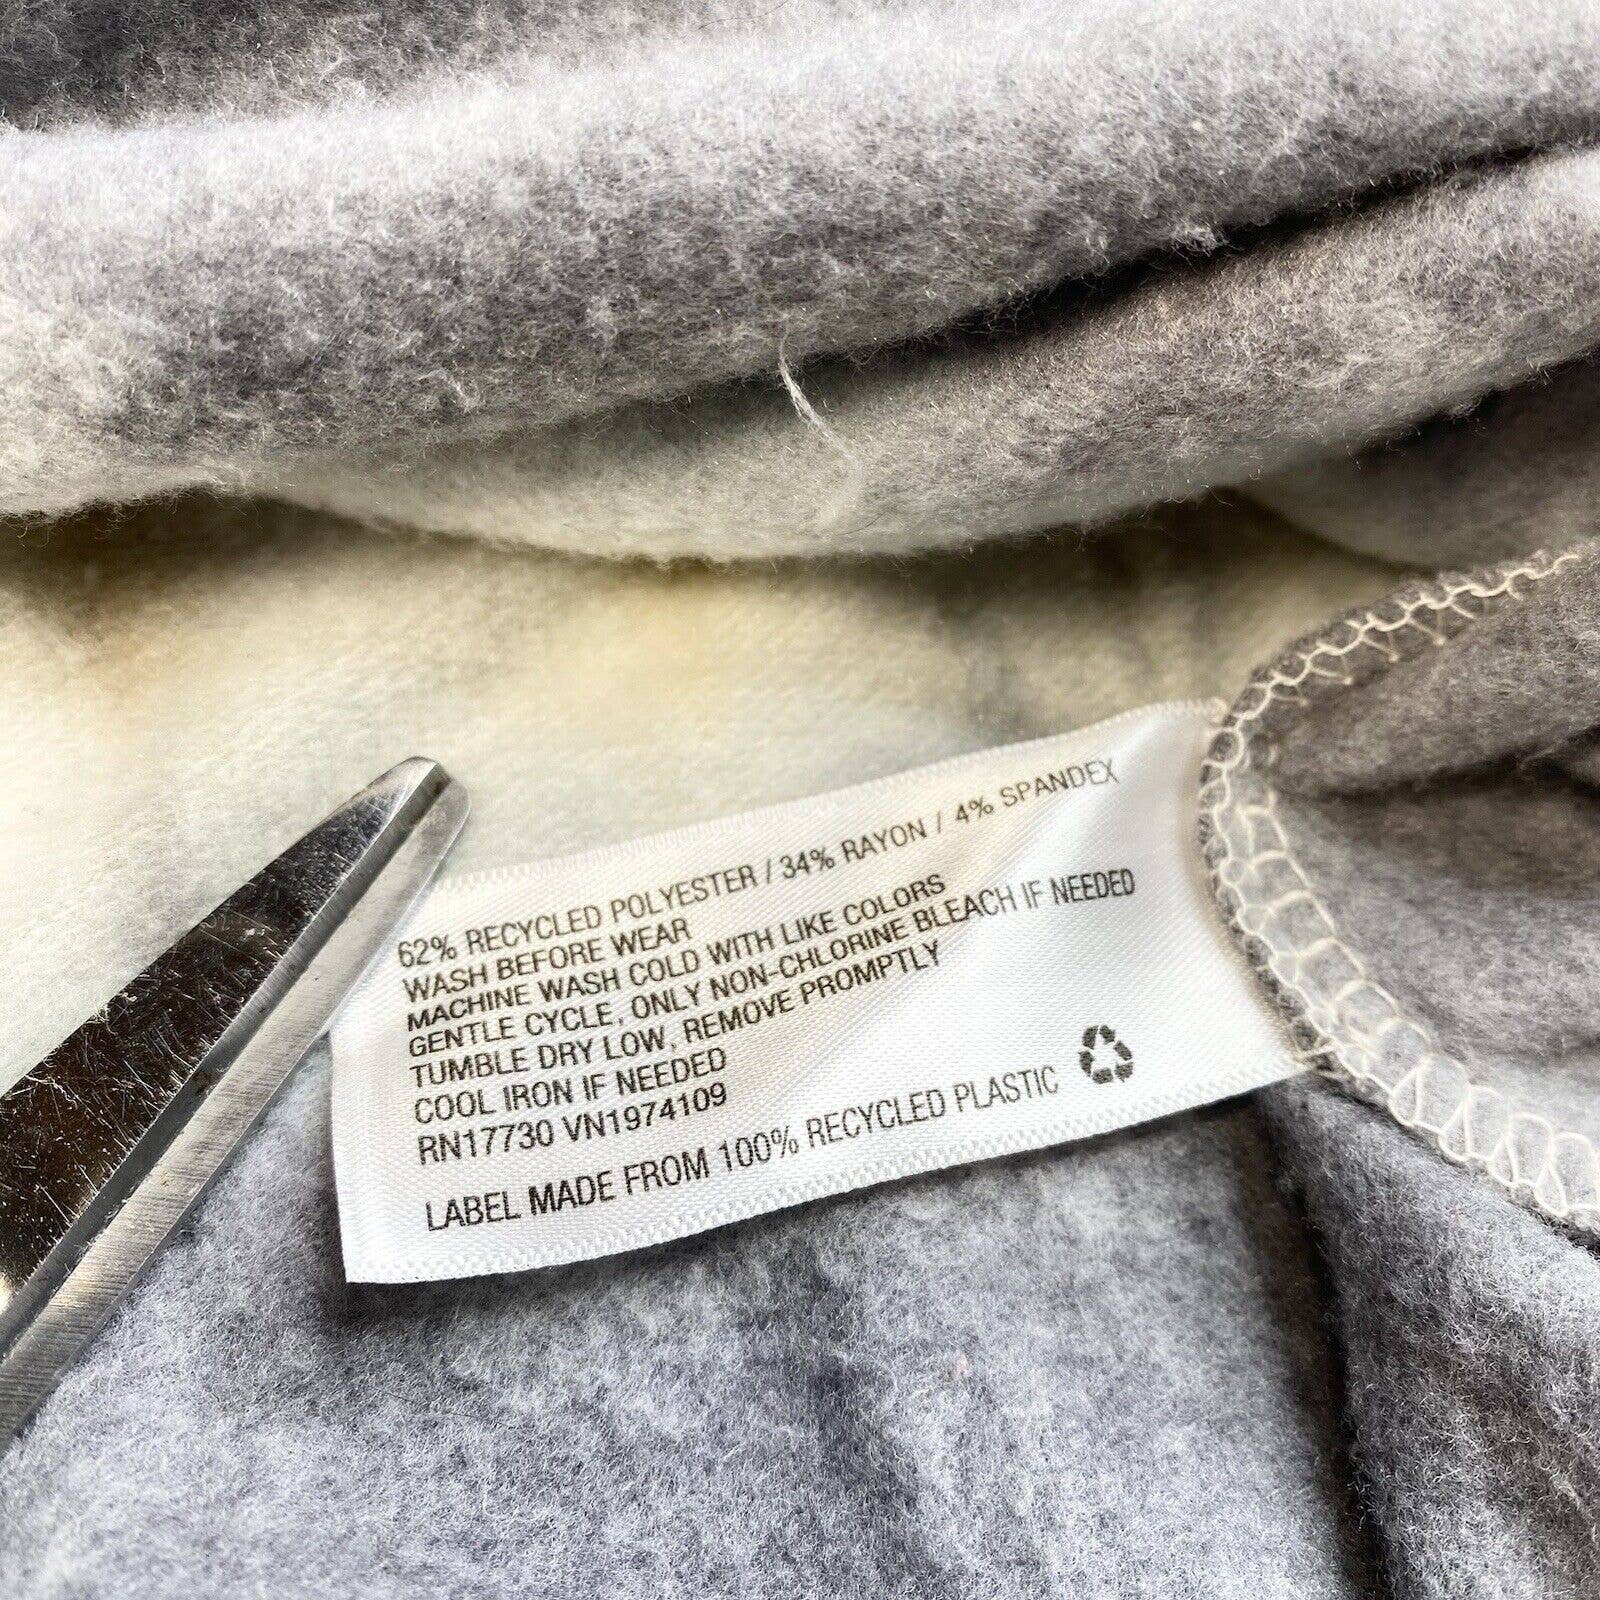 62% RECYCLED POLYESTER / 34% RAYON / 4% SPANDEX
WASH BEFORE WEAR
MACHINE WASH COLD WITH LIKE COLORS
GENTLE CYCLE, ONLY NON-CHLORINE BLEACH IF NEEDED
TUMBLE DRY LOW, REMOVE PROMPTLY
COOL IRON IF NEEDED
RN17730 VN1974109
LABEL MADE FROM 100% RECYCLED PLASTIC